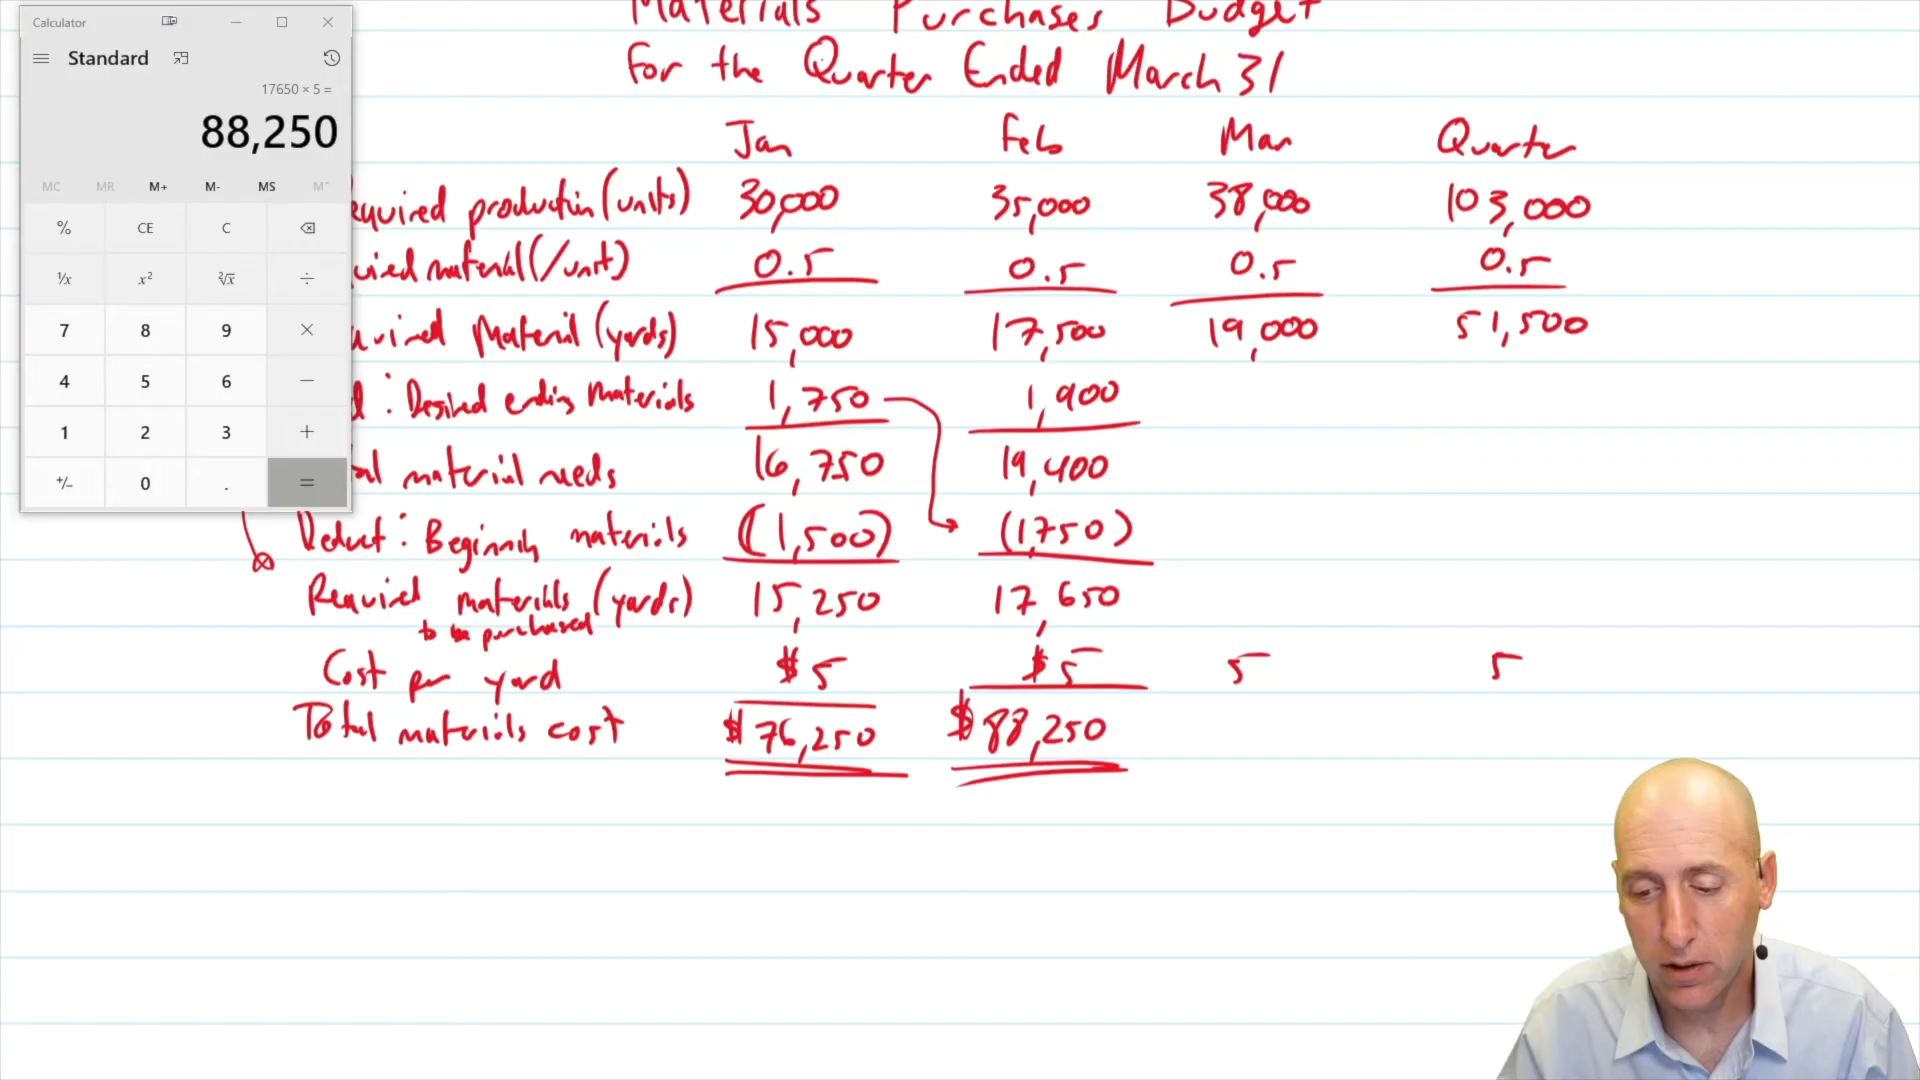 Calculator
Standard
17650 × 5 =
88,250
MC MR M+ M- MS M˅
% CE C
¹/x x² ²√x ÷
7 8 9 ×
4 5 6 −
1 2 3 +
+/− 0 . =
Materials Purchases Budget
For the Quarter Ended March 31
Jan Feb Mar Quarter
equired production (units) 30,000 35,000 38,000 103,000
uired material (/unit) 0.5 0.5 0.5 0.5
uired Material (yards) 15,000 17,500 19,000 51,500
d: Desired ending materials 1,750 1,900
tal material needs 16,750 19,400
Deduct: Beginning materials (1,500) (1,750)
Required materials (yards) 15,250 17,650
to be purchased
Cost per yard $5 $5 5 5
Total materials cost $76,250 $88,250